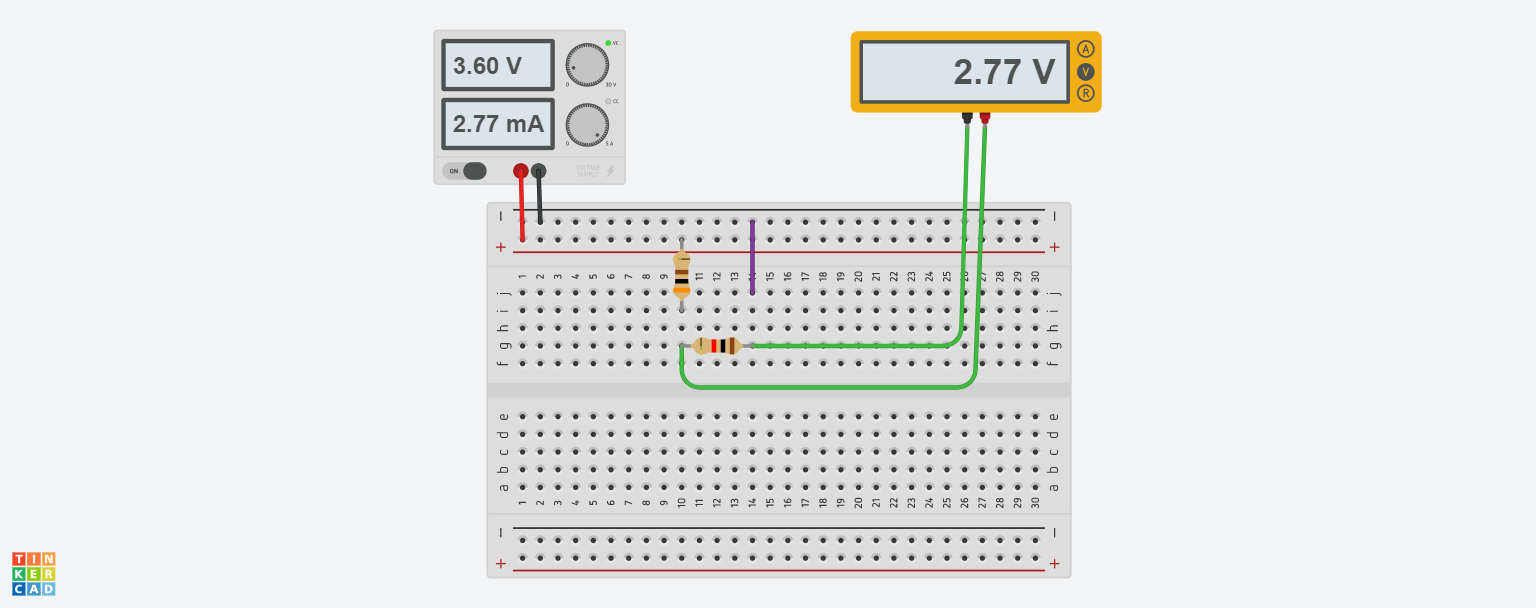 3.60 V
VC
0 30 V
2.77 mA
CC
0 5 A
ON
VOLTAGE
SUPPLY
2.77 V
A
V
R
1 2 3 4 5 6 7 8 9 10 11 12 13 14 15 16 17 18 19 20 21 22 23 24 25 26 27 28 29 30
j j
i i
h h
g g
f f
e e
d d
c c
b b
a a
1 2 3 4 5 6 7 8 9 10 11 12 13 14 15 16 17 18 19 20 21 22 23 24 25 26 27 28 29 30
TIN
KER
CAD